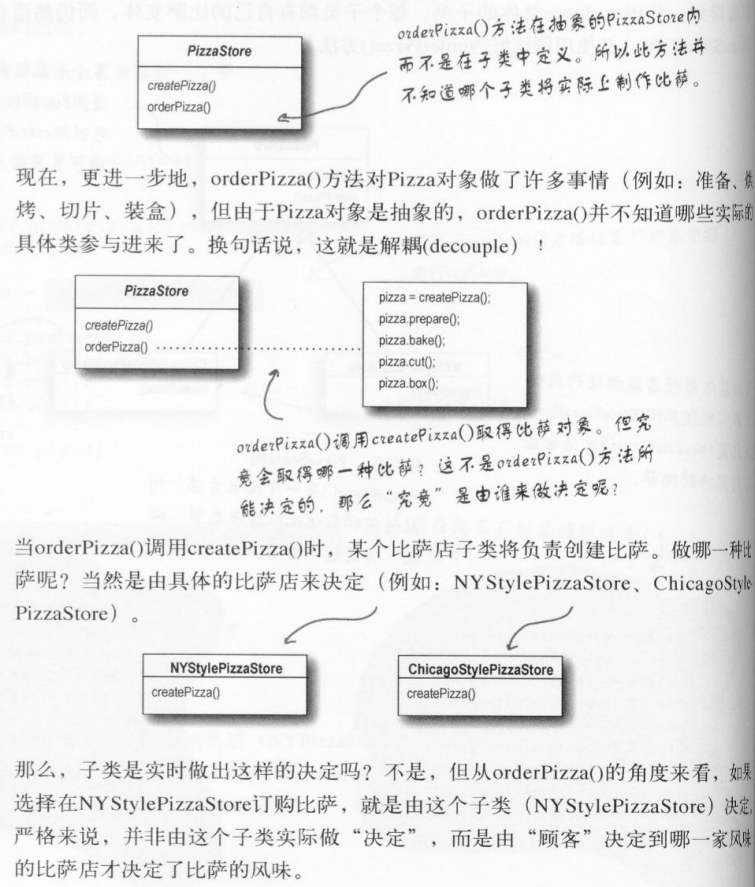 PizzaStore
createPizza()
orderPizza()
orderPizza()方法在抽象的PizzaStore内
而不是在子类中定义。所以此方法并
不知道哪个子类将实际上制作比萨。
现在，更进一步地，orderPizza()方法对Pizza对象做了许多事情（例如：准备、烘
烤、切片、装盒），但由于Pizza对象是抽象的，orderPizza()并不知道哪些实际的
具体类参与进来了。换句话说，这就是解耦(decouple）！
PizzaStore
createPizza()
orderPizza()
pizza = createPizza();
pizza.prepare();
pizza.bake();
pizza.cut();
pizza.box();
orderPizza()调用createPizza()取得比萨对象。但究
竟会取得哪一种比萨？这不是orderPizza()方法所
能决定的，那么“究竟”是由谁来做决定呢？
当orderPizza()调用createPizza()时，某个比萨店子类将负责创建比萨。做哪一种比
萨呢？当然是由具体的比萨店来决定（例如：NYStylePizzaStore、ChicagoStyle
PizzaStore）。
NYStylePizzaStore
createPizza()
ChicagoStylePizzaStore
createPizza()
那么，子类是实时做出这样的决定吗？不是，但从orderPizza()的角度来看，如果
选择在NYStylePizzaStore订购比萨，就是由这个子类（NYStylePizzaStore）决定。
严格来说，并非由这个子类实际做“决定”，而是由“顾客”决定到哪一家风味
的比萨店才决定了比萨的风味。